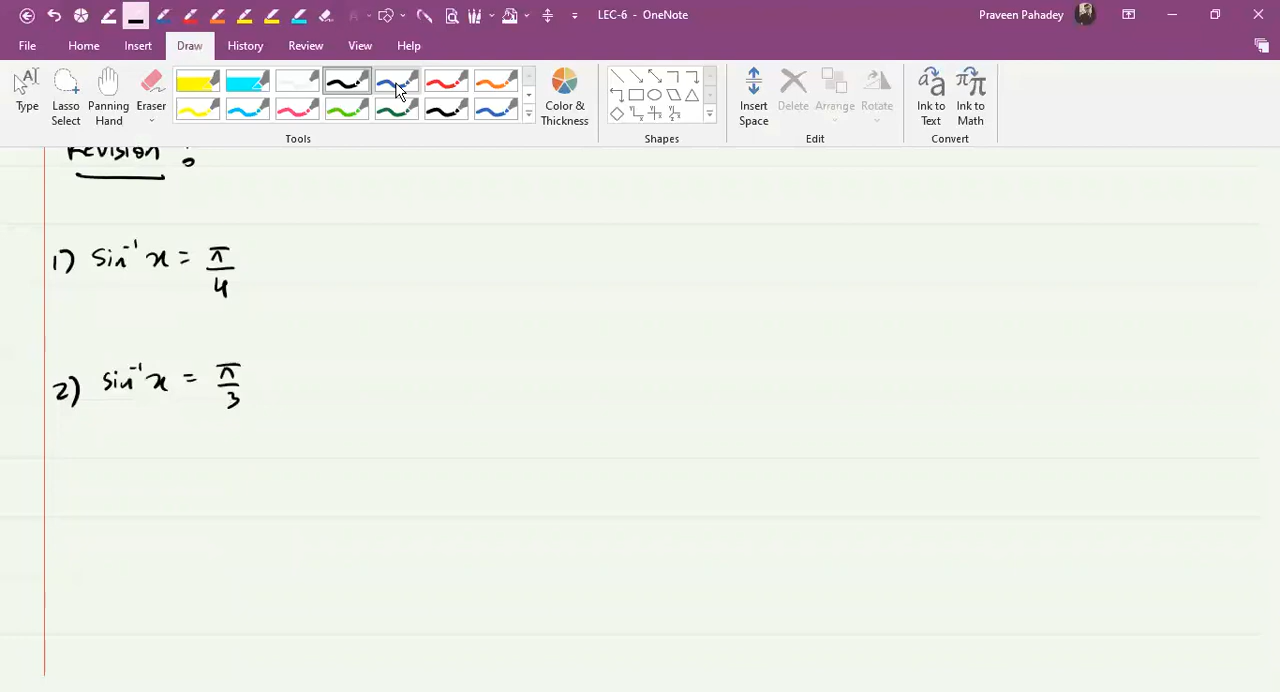 LEC-6 - OneNote
Praveen Pahadey
File Home Insert Draw History Review View Help
Type Lasso Select Panning Hand Eraser Color & Thickness Insert Space Delete Arrange Rotate Ink to Text Ink to Math
Tools Shapes Edit Convert
Revision :
1) sin⁻¹ x = π/4
2) sin⁻¹ x = π/3